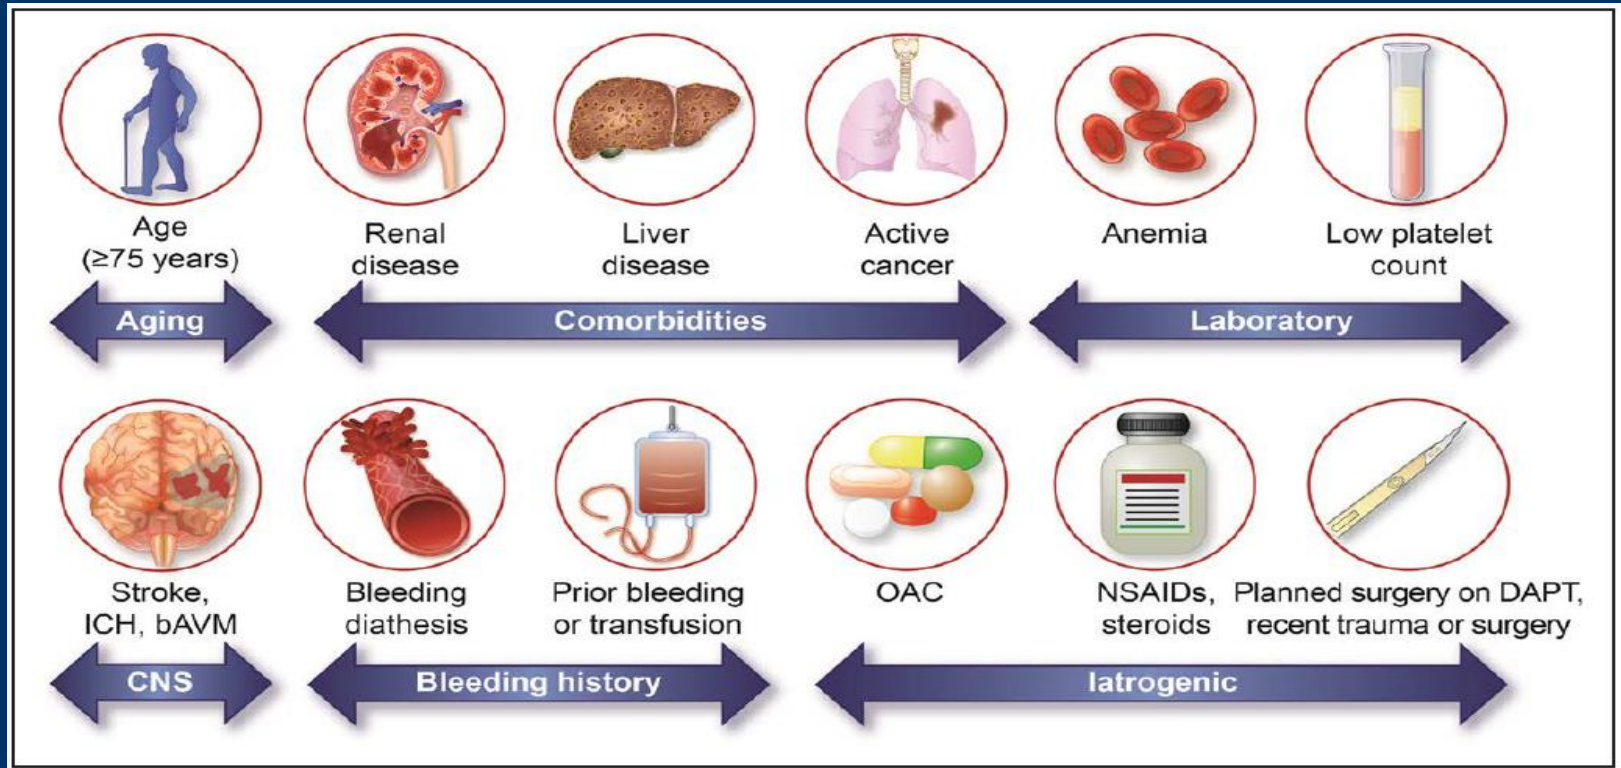 Age
(≥75 years)
Renal
disease
Liver
disease
Active
cancer
Anemia
Low platelet
count
Aging
Comorbidities
Laboratory
Stroke,
ICH, bAVM
Bleeding
diathesis
Prior bleeding
or transfusion
OAC
NSAIDs,
steroids
Planned surgery on DAPT,
recent trauma or surgery
CNS
Bleeding history
Iatrogenic